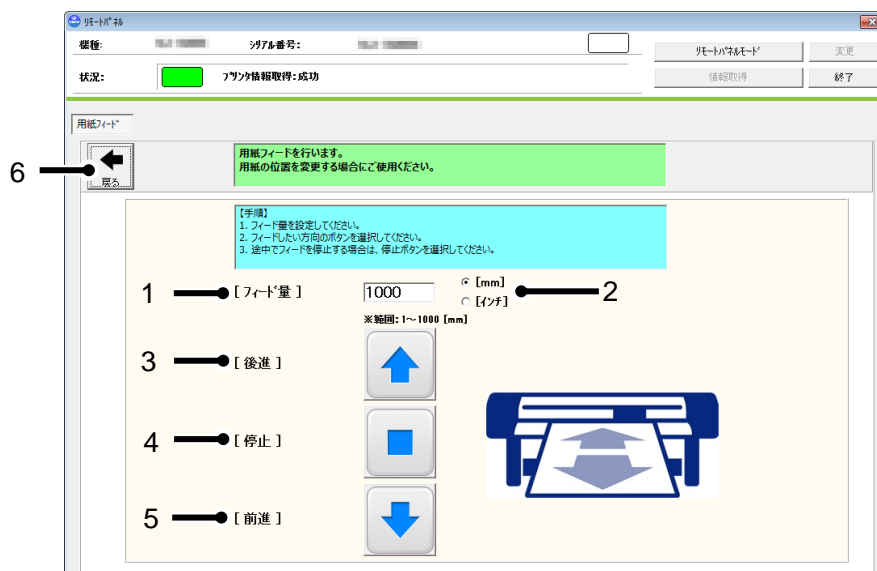 リモートパネル
機種:
シリアル番号:
リモートパネルモード
変更
状況:
プリンタ情報取得:成功
情報取得
終了
用紙フィード
戻る
用紙フィードを行います。
用紙の位置を変更する場合にご使用ください。
6
【手順】
1. フィード量を設定してください。
2. フィードしたい方向のボタンを選択してください。
3. 途中でフィードを停止する場合は、停止ボタンを選択してください。
1
[ フィード量 ]
1000
[mm]
[インチ]
2
※範囲:1~1000 [mm]
3
[ 後進 ]
4
[ 停止 ]
5
[ 前進 ]